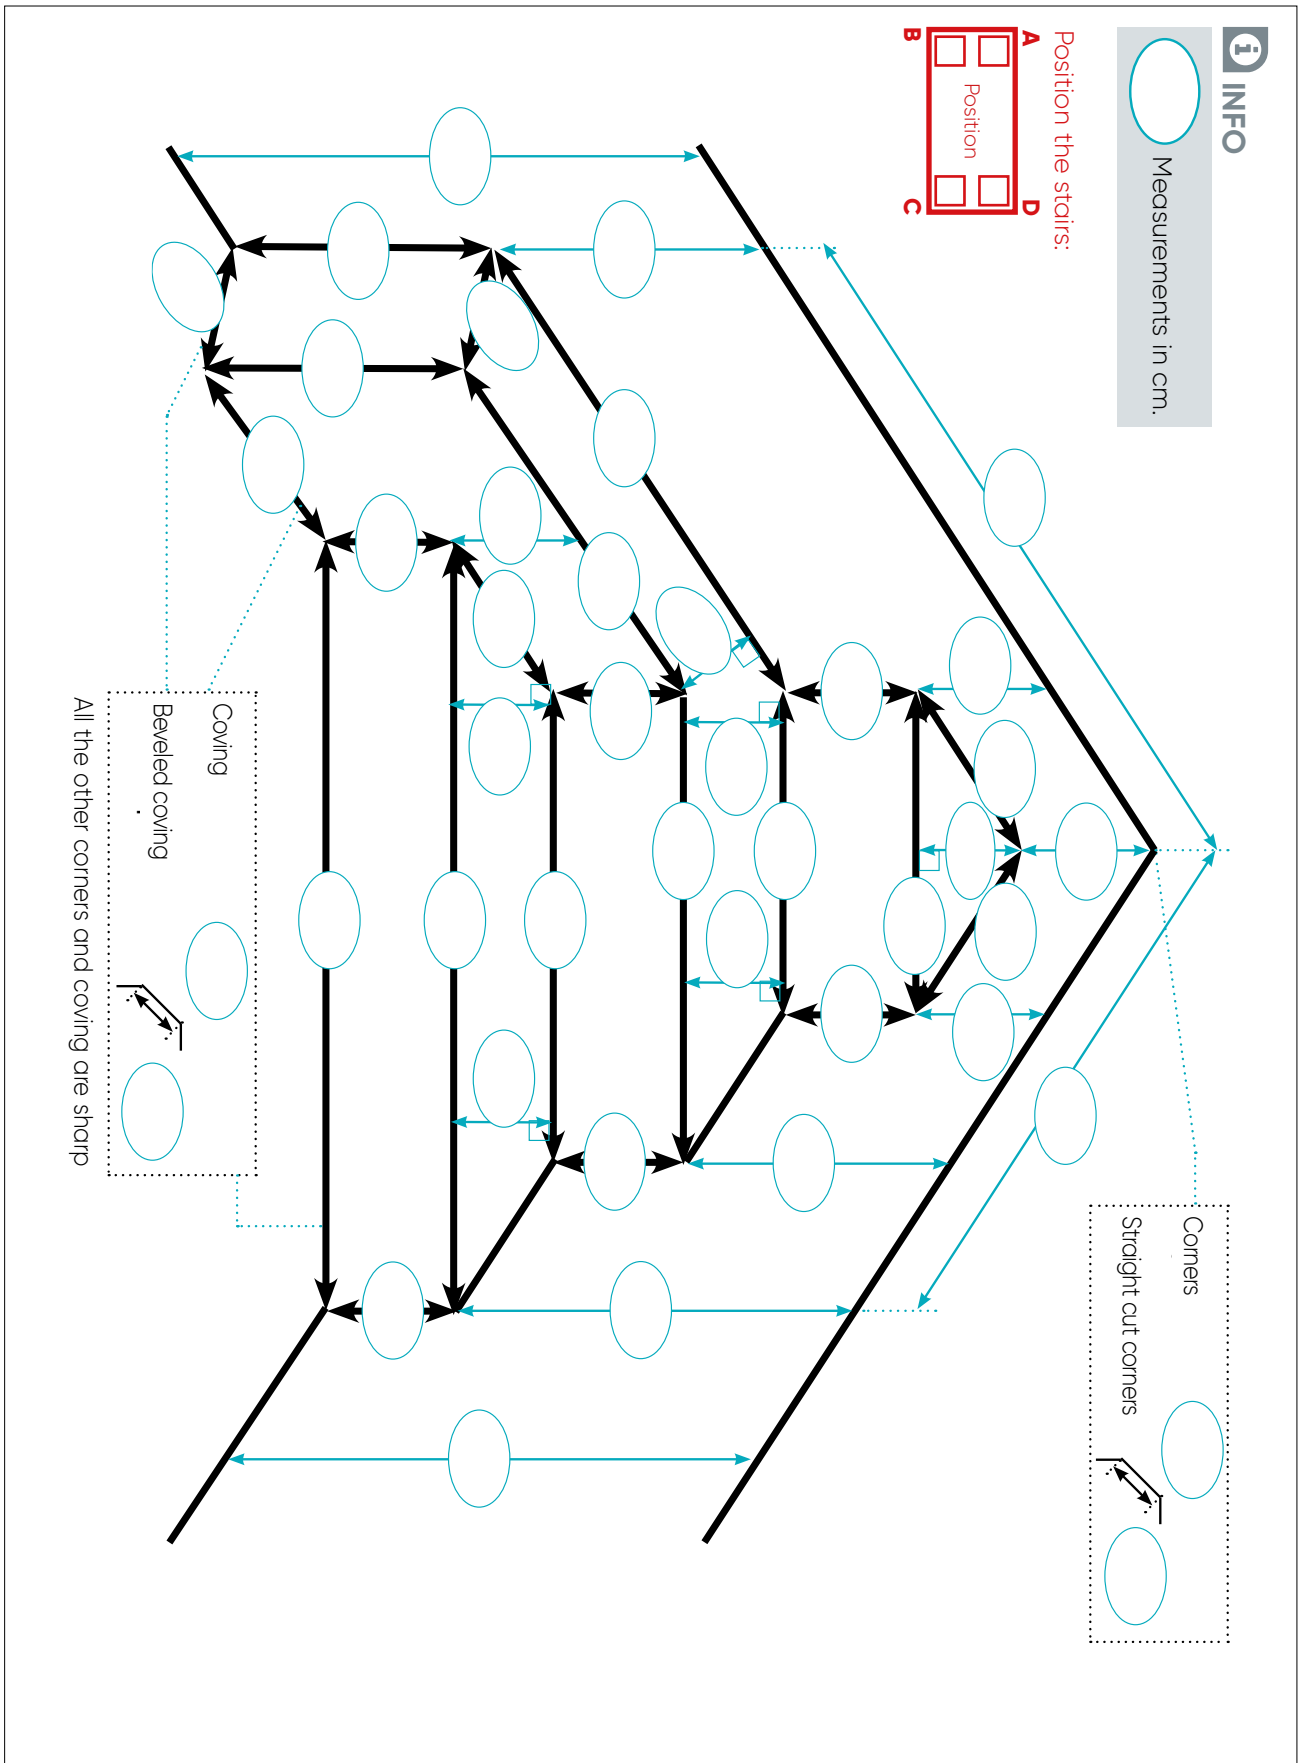 INFO
Measurements in cm.
Position the stairs:
A
D
Position
B
C
Corners
Straight cut corners
Coving
Beveled coving
All the other corners and coving are sharp